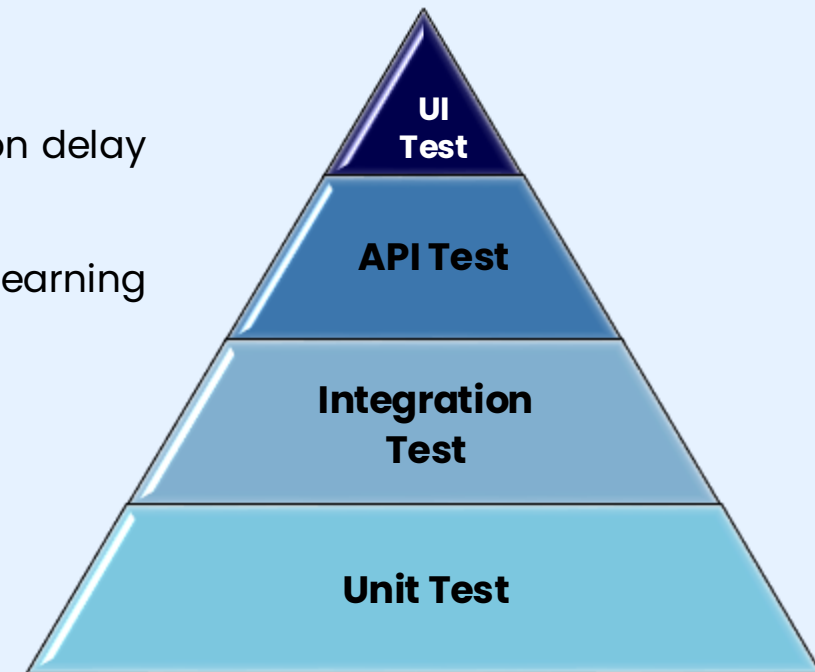 UI
Test
on delay
API Test
earning
Integration
Test
Unit Test